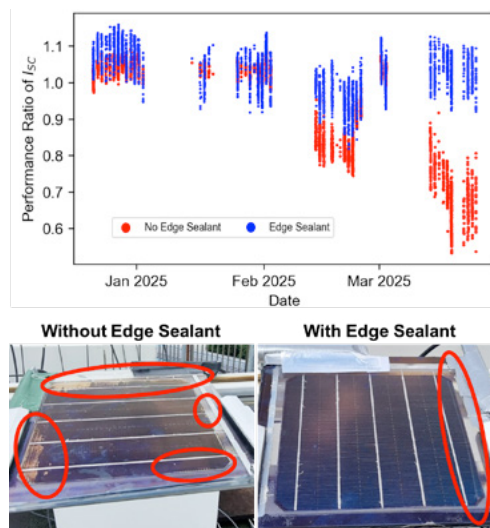 Performance Ratio of I_SC
1.1
1.0
0.9
0.8
0.7
0.6
No Edge Sealant
Edge Sealant
Jan 2025
Feb 2025
Mar 2025
Date
Without Edge Sealant
With Edge Sealant